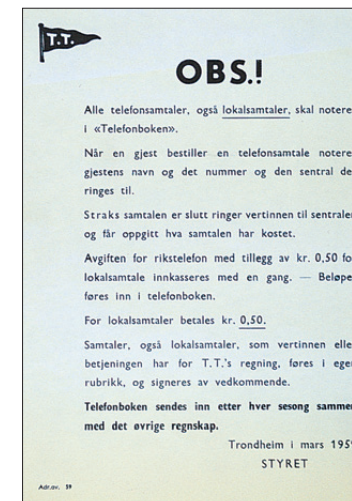 T.T.
OBS.!
Alle telefonsamtaler, også lokalsamtaler, skal notere
i «Telefonboken».
Når en gjest bestiller en telefonsamtale notere
gjestens navn og det nummer og den sentral de
ringes til.
Straks samtalen er slutt ringer vertinnen til sentrale
og får oppgitt hva samtalen har kostet.
Avgiften for rikstelefon med tillegg av kr. 0,50 fo
lokalsamtale innkasseres med en gang. — Beløpe
føres inn i telefonboken.
For lokalsamtaler betales kr. 0,50.
Samtaler, også lokalsamtaler, som vertinnen elle
betjeningen har for T.T.'s regning, føres i ege
rubrikk, og signeres av vedkommende.
Telefonboken sendes inn etter hver sesong samme
med det øvrige regnskap.
Trondheim i mars 195
STYRET
Adr.av. 59